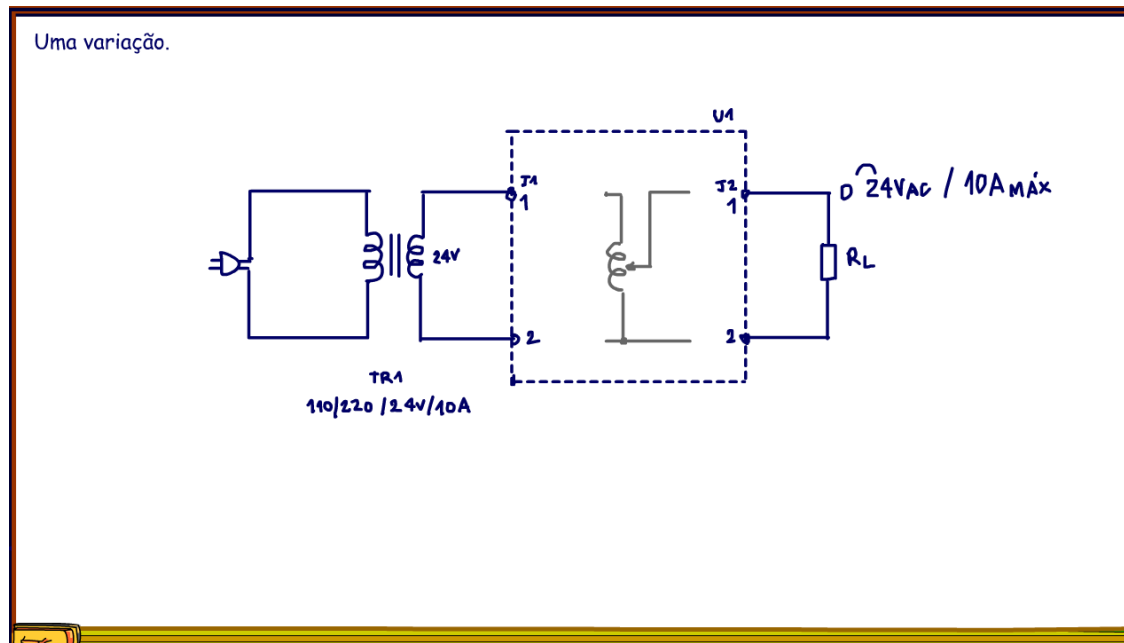 Uma variação.
U1
J1
1
J2
1
0 ⌒ 24VAC / 10A MÁX
24V
RL
2
2
TR1
110/220 /24V/10A